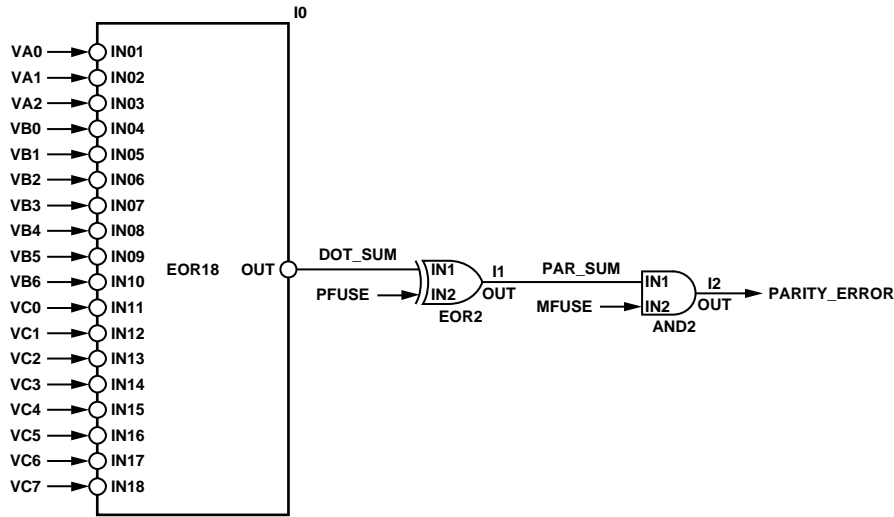 I0
VA0 IN01
VA1 IN02
VA2 IN03
VB0 IN04
VB1 IN05
VB2 IN06
VB3 IN07
VB4 IN08
VB5 IN09
VB6 IN10
VC0 IN11
VC1 IN12
VC2 IN13
VC3 IN14
VC4 IN15
VC5 IN16
VC6 IN17
VC7 IN18
EOR18 OUT
DOT_SUM
PFUSE
IN1
IN2
I1
OUT
EOR2
PAR_SUM
MFUSE
IN1
IN2
I2
OUT
AND2
PARITY_ERROR